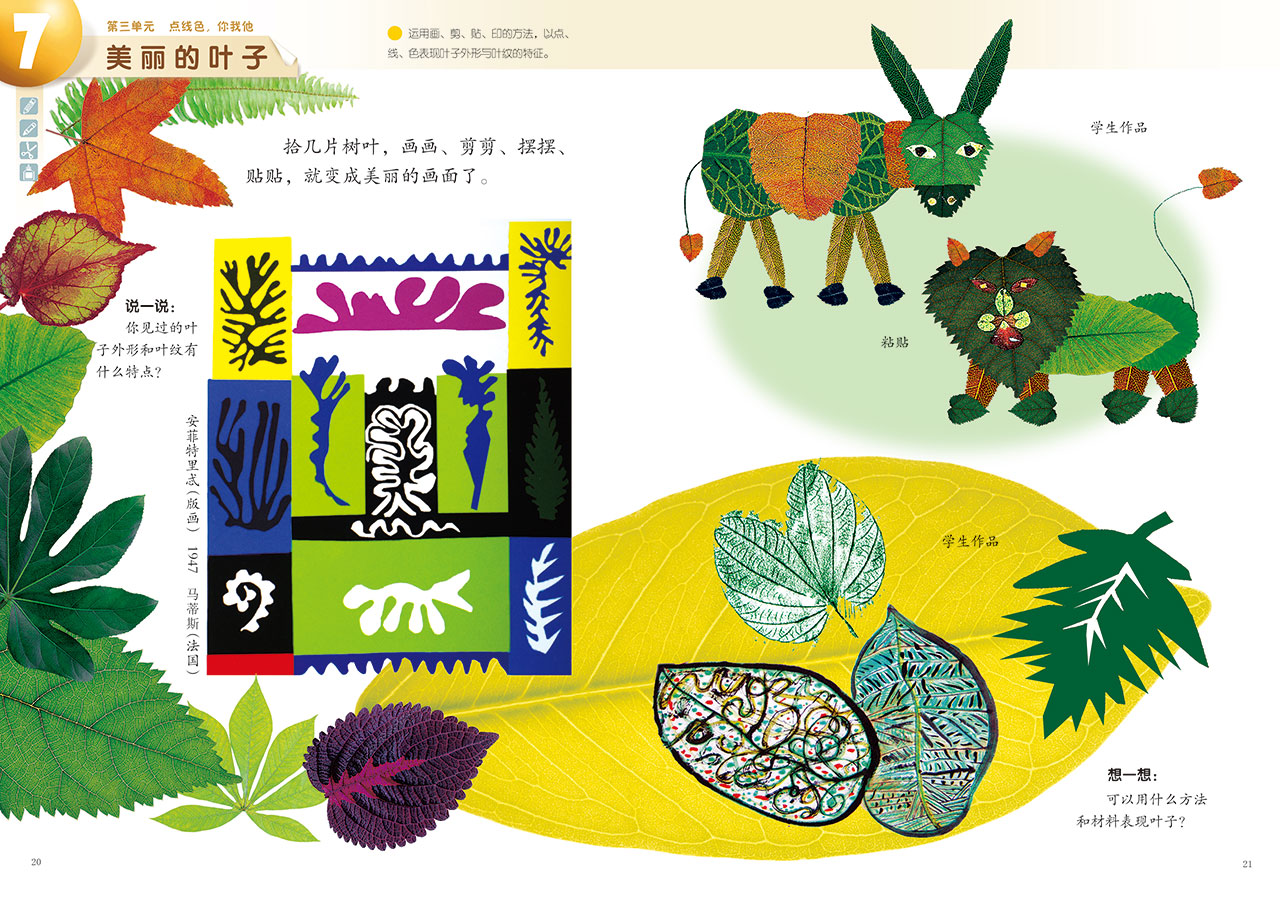 7
第三单元 点线色，你我他
美丽的叶子
运用画、剪、贴、印的方法，以点、
线、色表现叶子外形与叶纹的特征。
拾几片树叶，画画、剪剪、摆摆、
贴贴，就变成美丽的画面了。
说一说：
你见过的叶
子外形和叶纹有
什么特点？
安菲特里忒（版画） 1947 马蒂斯（法国）
20
学生作品
粘贴
学生作品
想一想：
可以用什么方法
和材料表现叶子？
21